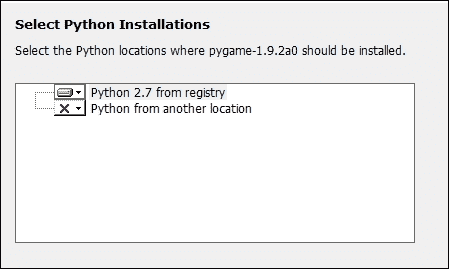 Select Python Installations
Select the Python locations where pygame-1.9.2a0 should be installed.
Python 2.7 from registry
Python from another location